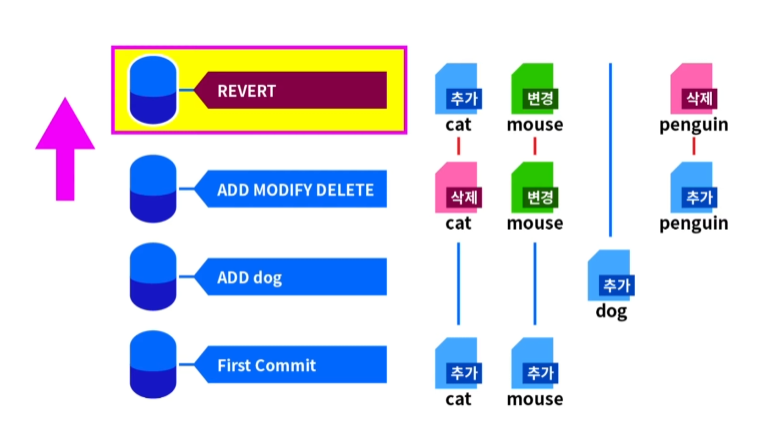 REVERT
추가
cat
변경
mouse
삭제
penguin
ADD MODIFY DELETE
삭제
cat
변경
mouse
추가
penguin
ADD dog
추가
dog
First Commit
추가
cat
추가
mouse